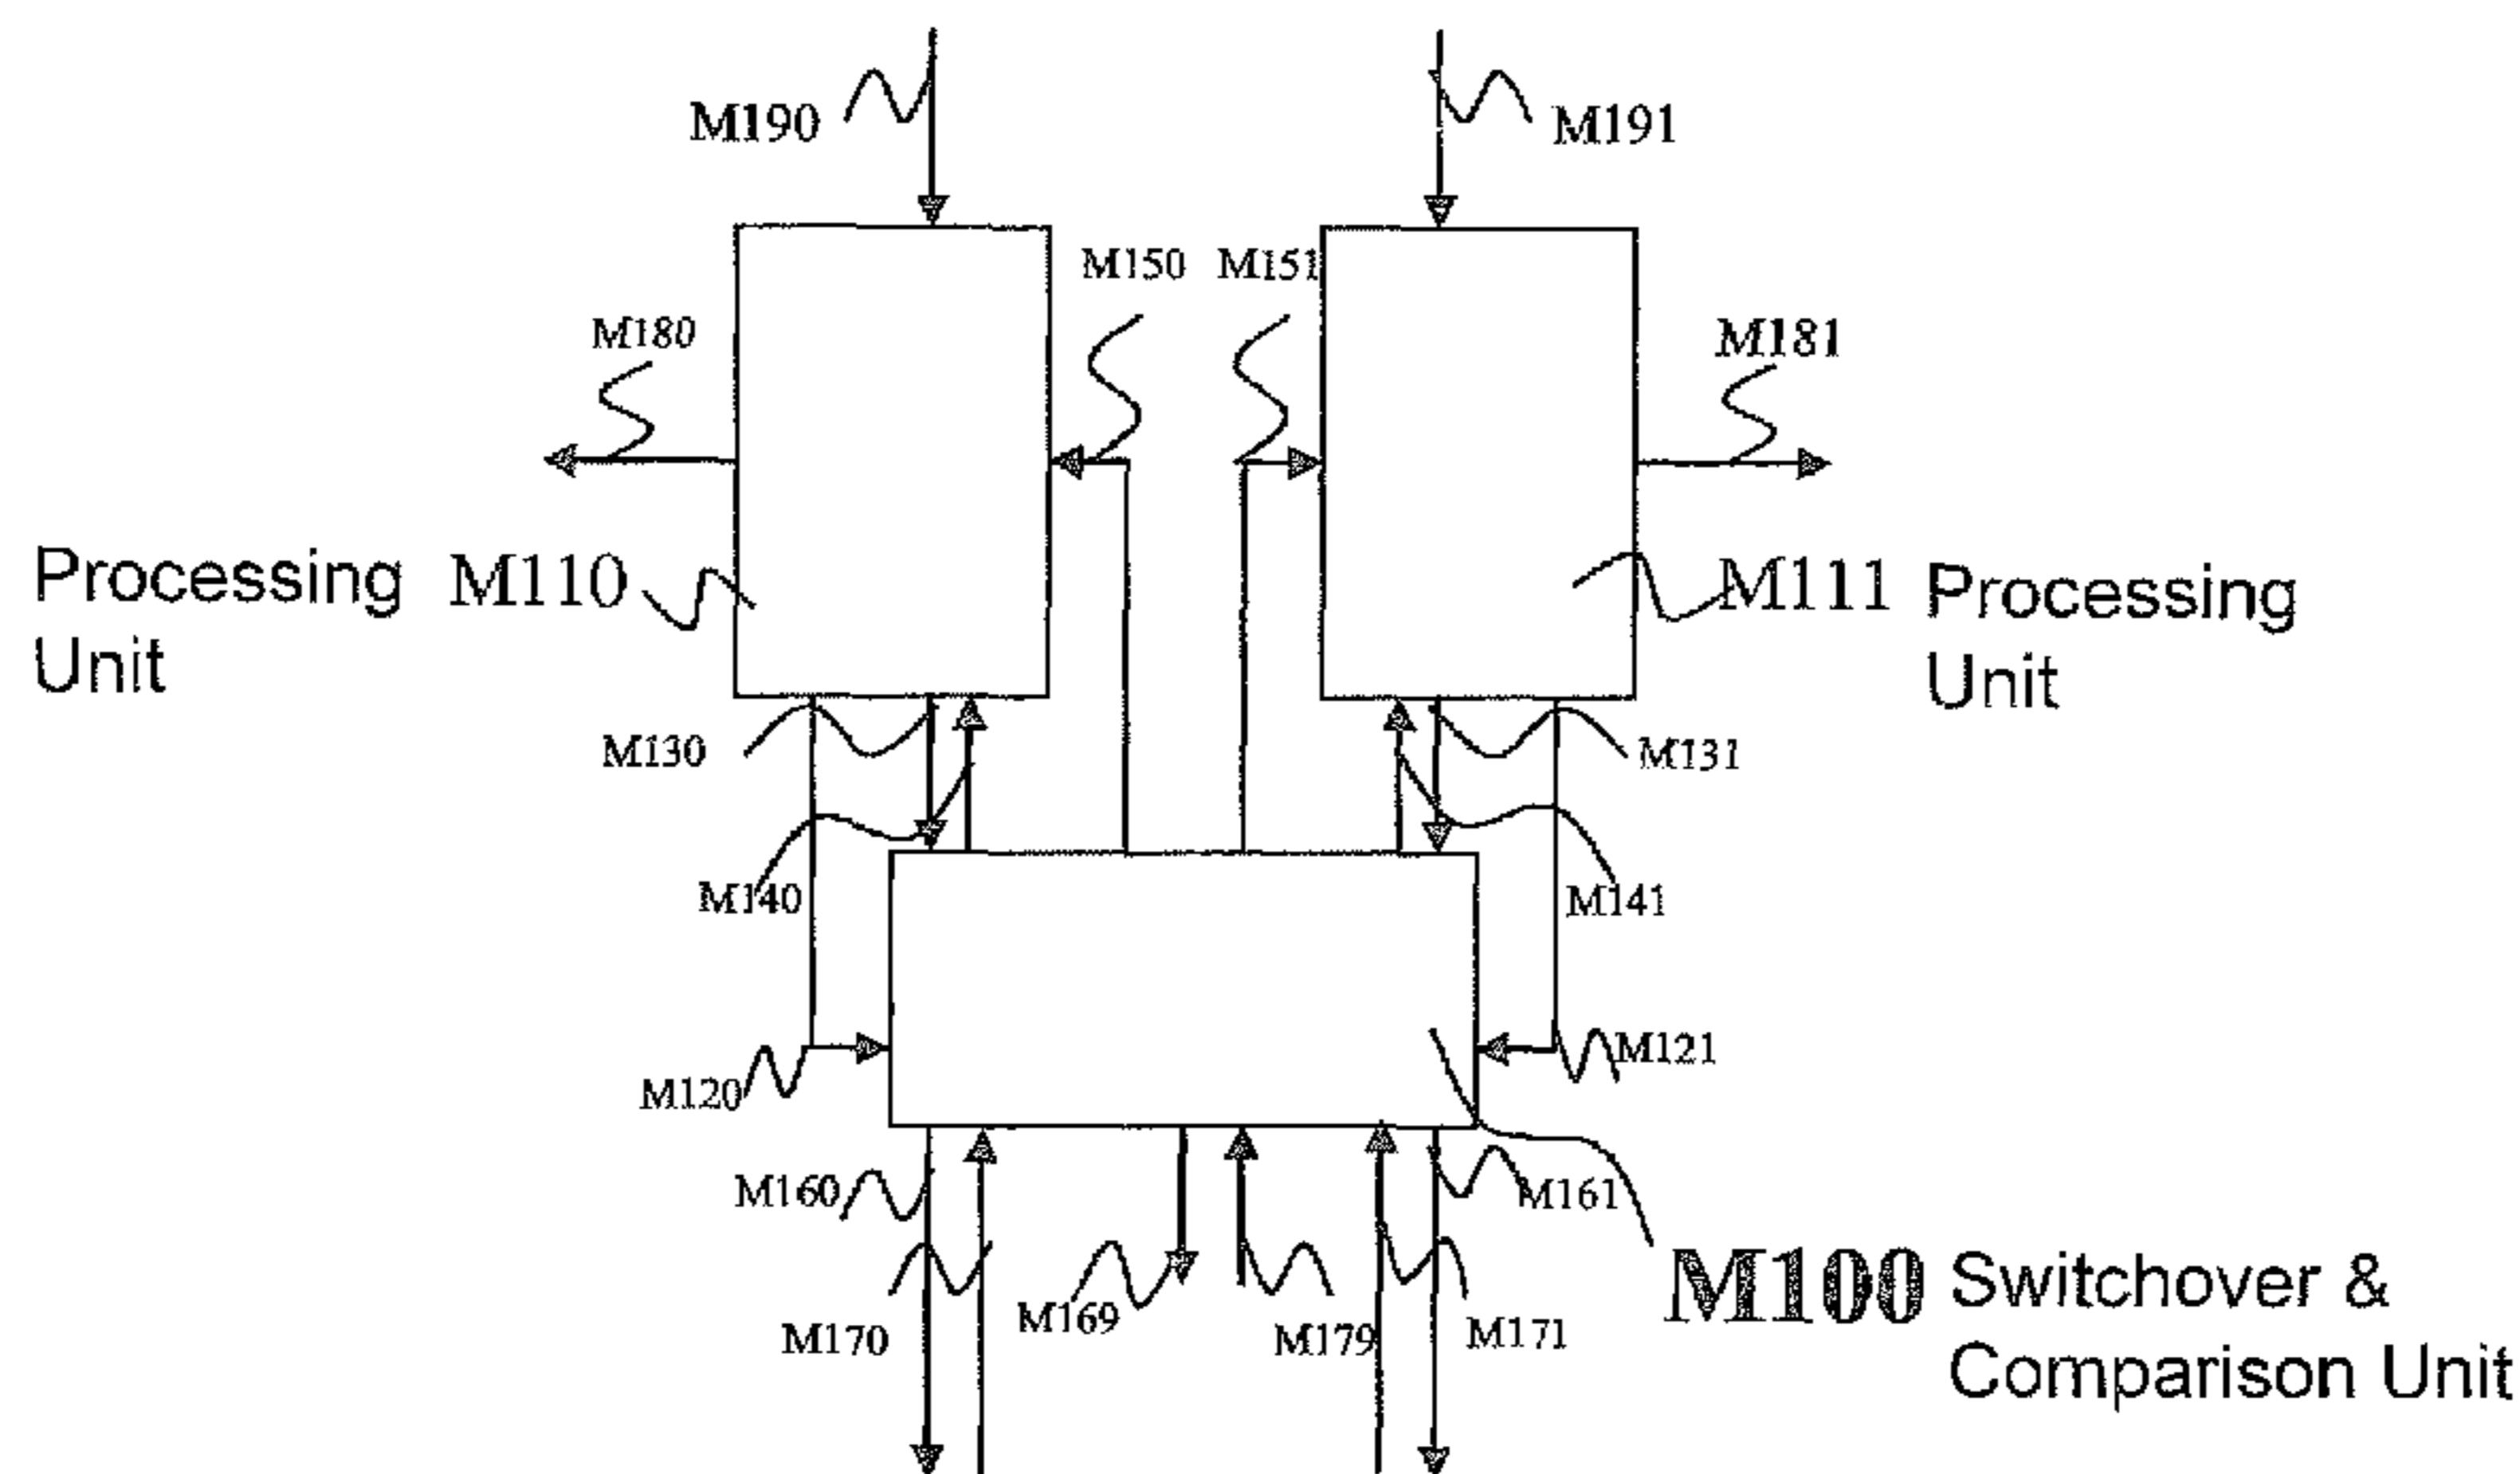 M190
M191
M150
M151
M180
M181
Processing M110
Unit
M111 Processing
Unit
M130
M131
M140
M141
M120
M121
M160
M161
M170
M169
M179
M171
M100 Switchover &
Comparison Unit